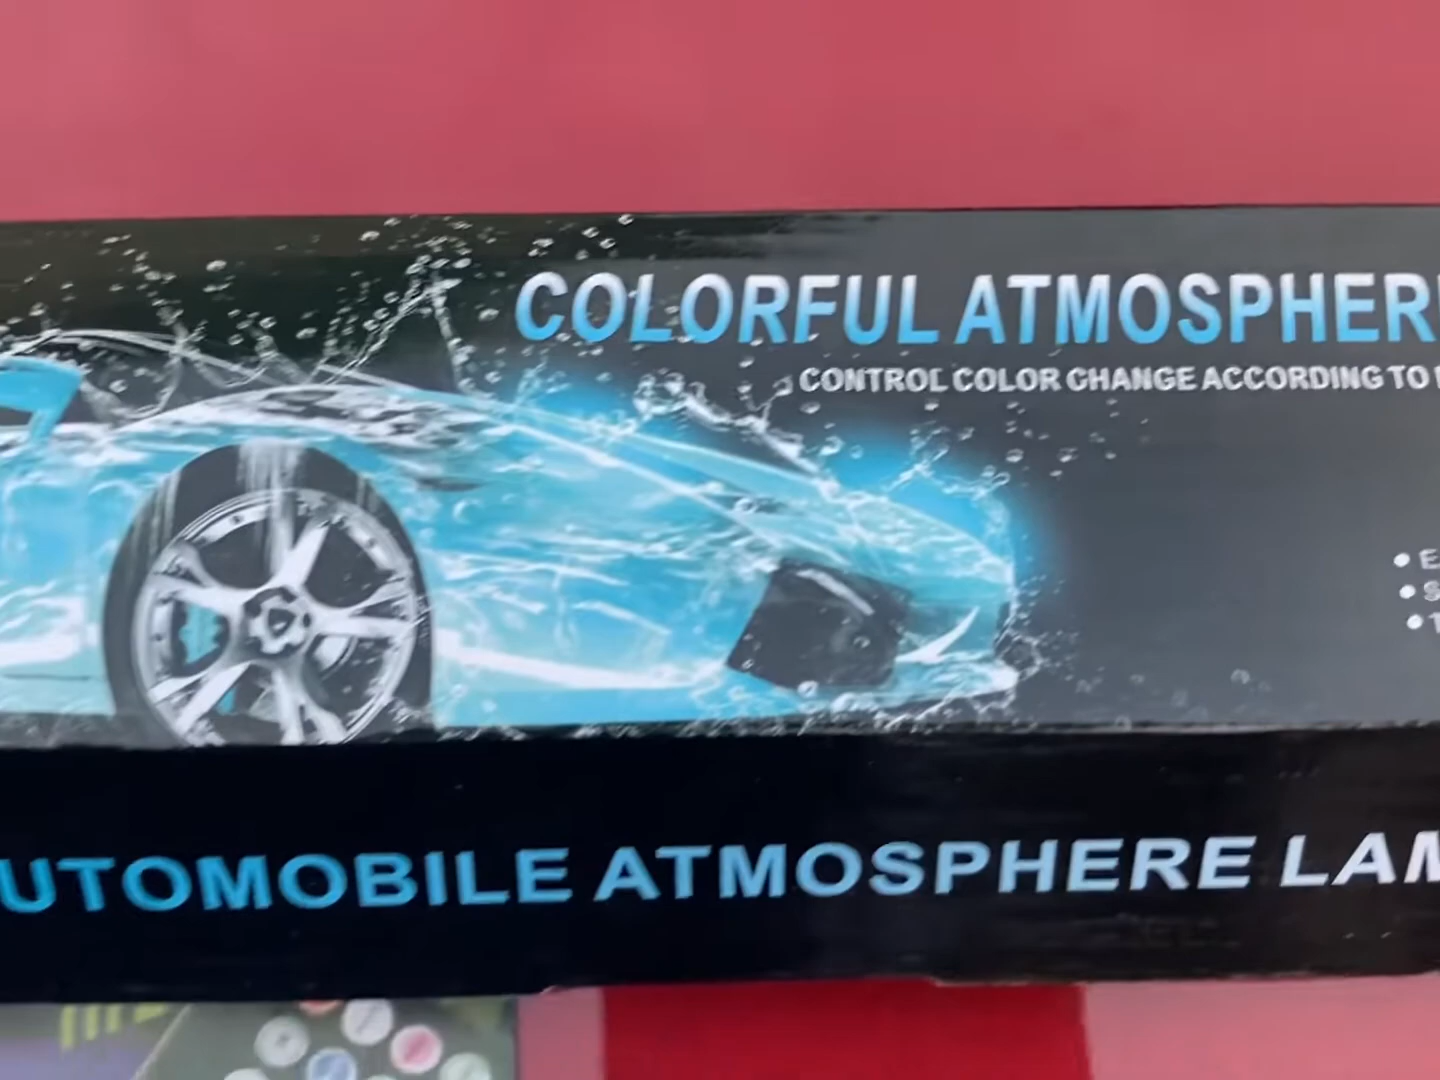 COLORFUL ATMOSPHER
CONTROL COLOR CHANGE ACCORDING TO
UTOMOBILE ATMOSPHERE LAM